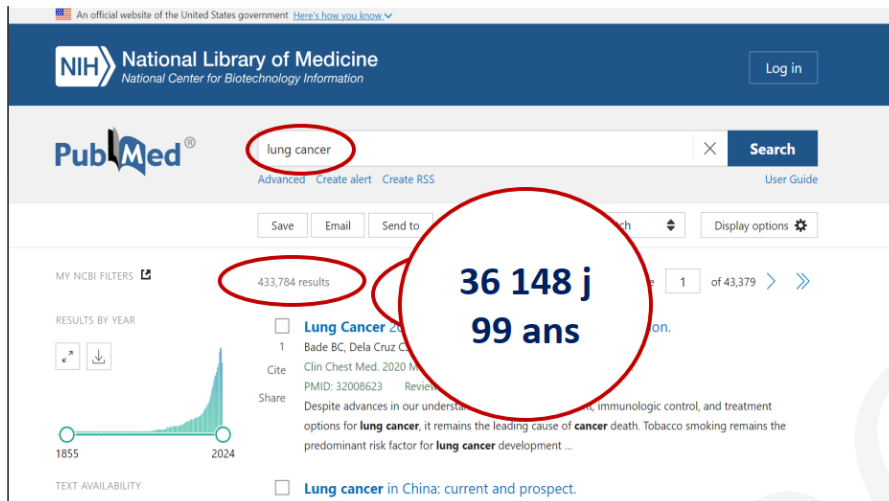 An official website of the United States government Here's how you know
NIH National Library of Medicine
National Center for Biotechnology Information
Log in
PubMed®
lung cancer
Search
Advanced Create alert Create RSS
User Guide
Save Email Send to
Display options
MY NCBI FILTERS
433,784 results
1 of 43,379
36 148 j
99 ans
RESULTS BY YEAR
1855 2024
TEXT AVAILABILITY
Lung Cancer
1
Bade BC, Dela Cruz
Cite
Clin Chest Med. 2020
Share
PMID: 32008623
Despite advances in our
immunologic control, and treatment
options for lung cancer, it remains the leading cause of cancer death. Tobacco smoking remains the
predominant risk factor for lung cancer development ...
Lung cancer in China: current and prospect.